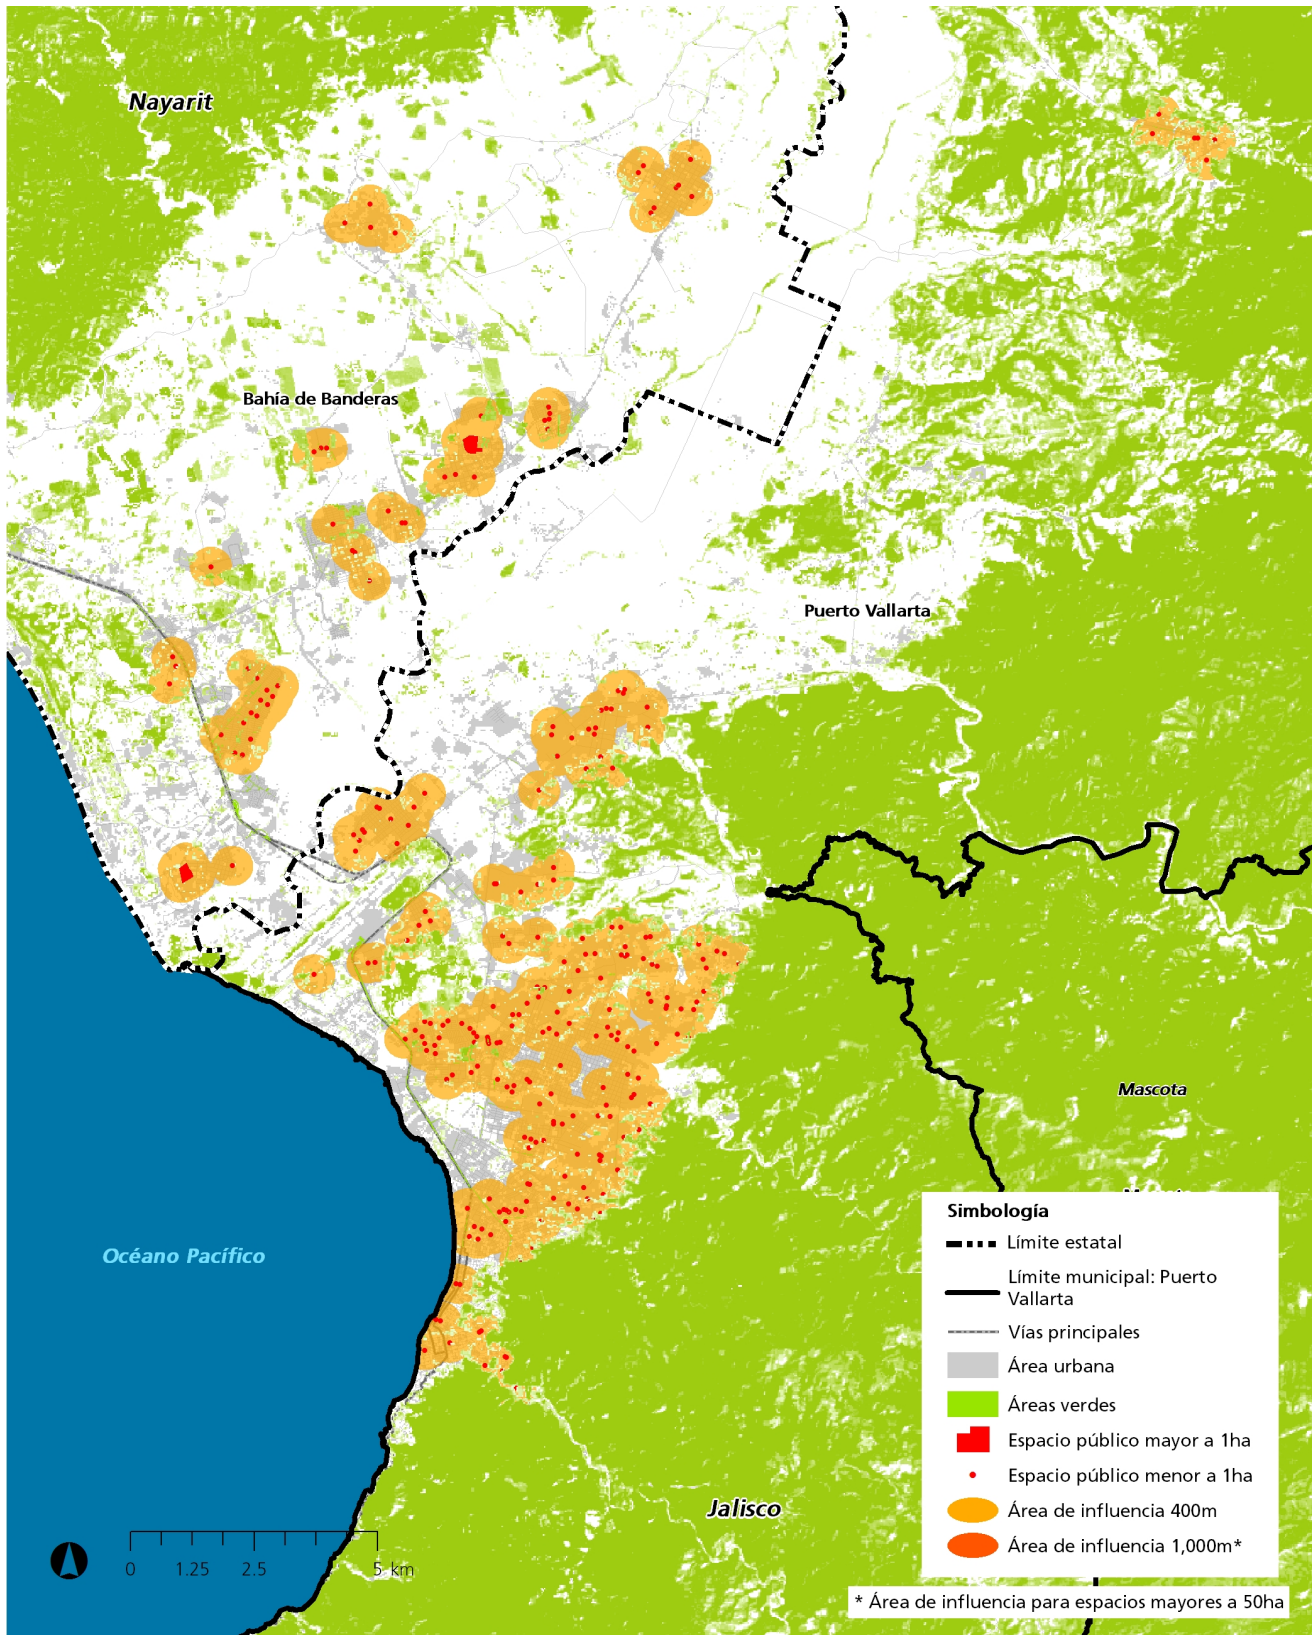 Nayarit
Bahía de Banderas
Puerto Vallarta
Mascota
Océano Pacífico
Jalisco
Simbología
Límite estatal
Límite municipal: Puerto
Vallarta
Vías principales
Área urbana
Áreas verdes
Espacio público mayor a 1ha
Espacio público menor a 1ha
Área de influencia 400m
Área de influencia 1,000m*
0 1.25 2.5 5 km
* Área de influencia para espacios mayores a 50ha